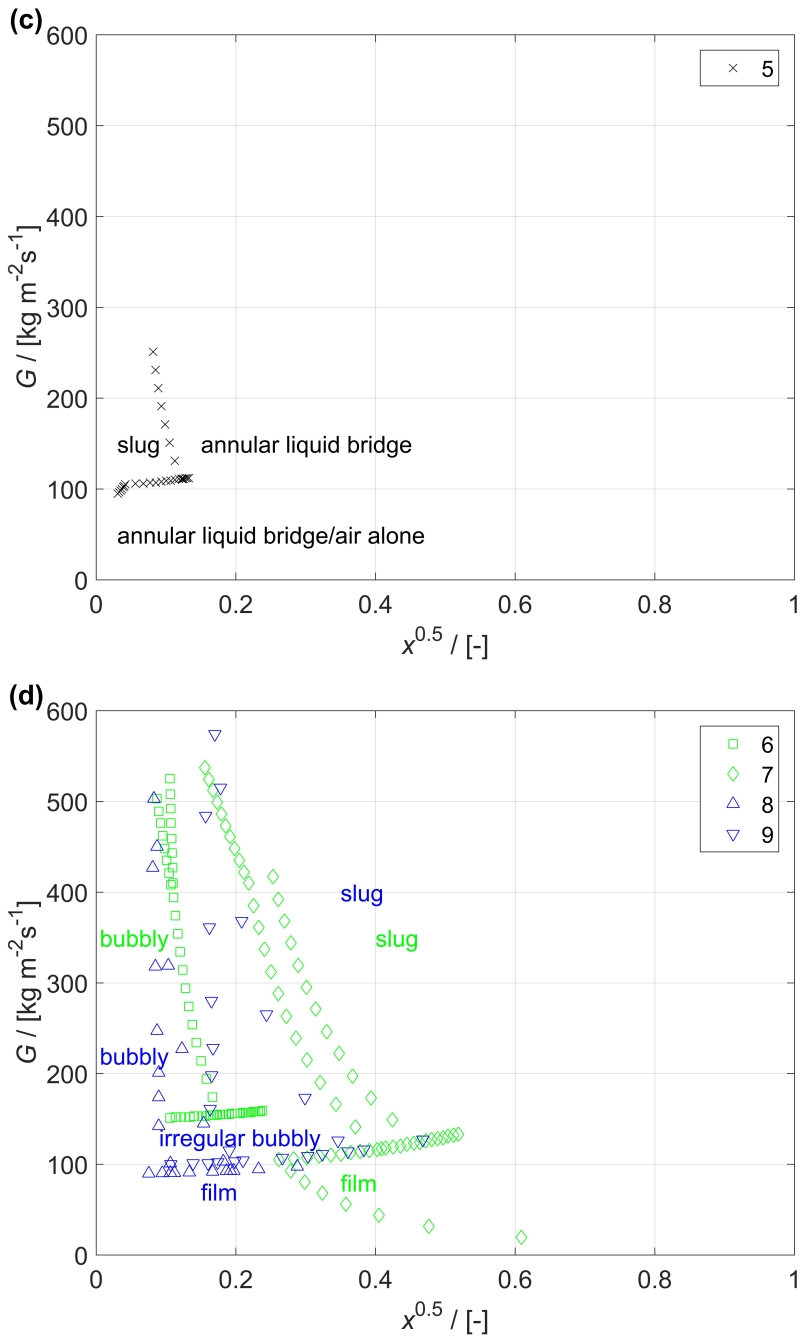 (c)
600
500
400
300
200
100
0
G / [kg m⁻²s⁻¹]
5
slug
annular liquid bridge
annular liquid bridge/air alone
0 0.2 0.4 0.6 0.8 1
x⁰·⁵ / [-]
(d)
600
500
400
300
200
100
0
G / [kg m⁻²s⁻¹]
6
7
8
9
slug
bubbly
slug
bubbly
irregular bubbly
film
film
0 0.2 0.4 0.6 0.8 1
x⁰·⁵ / [-]